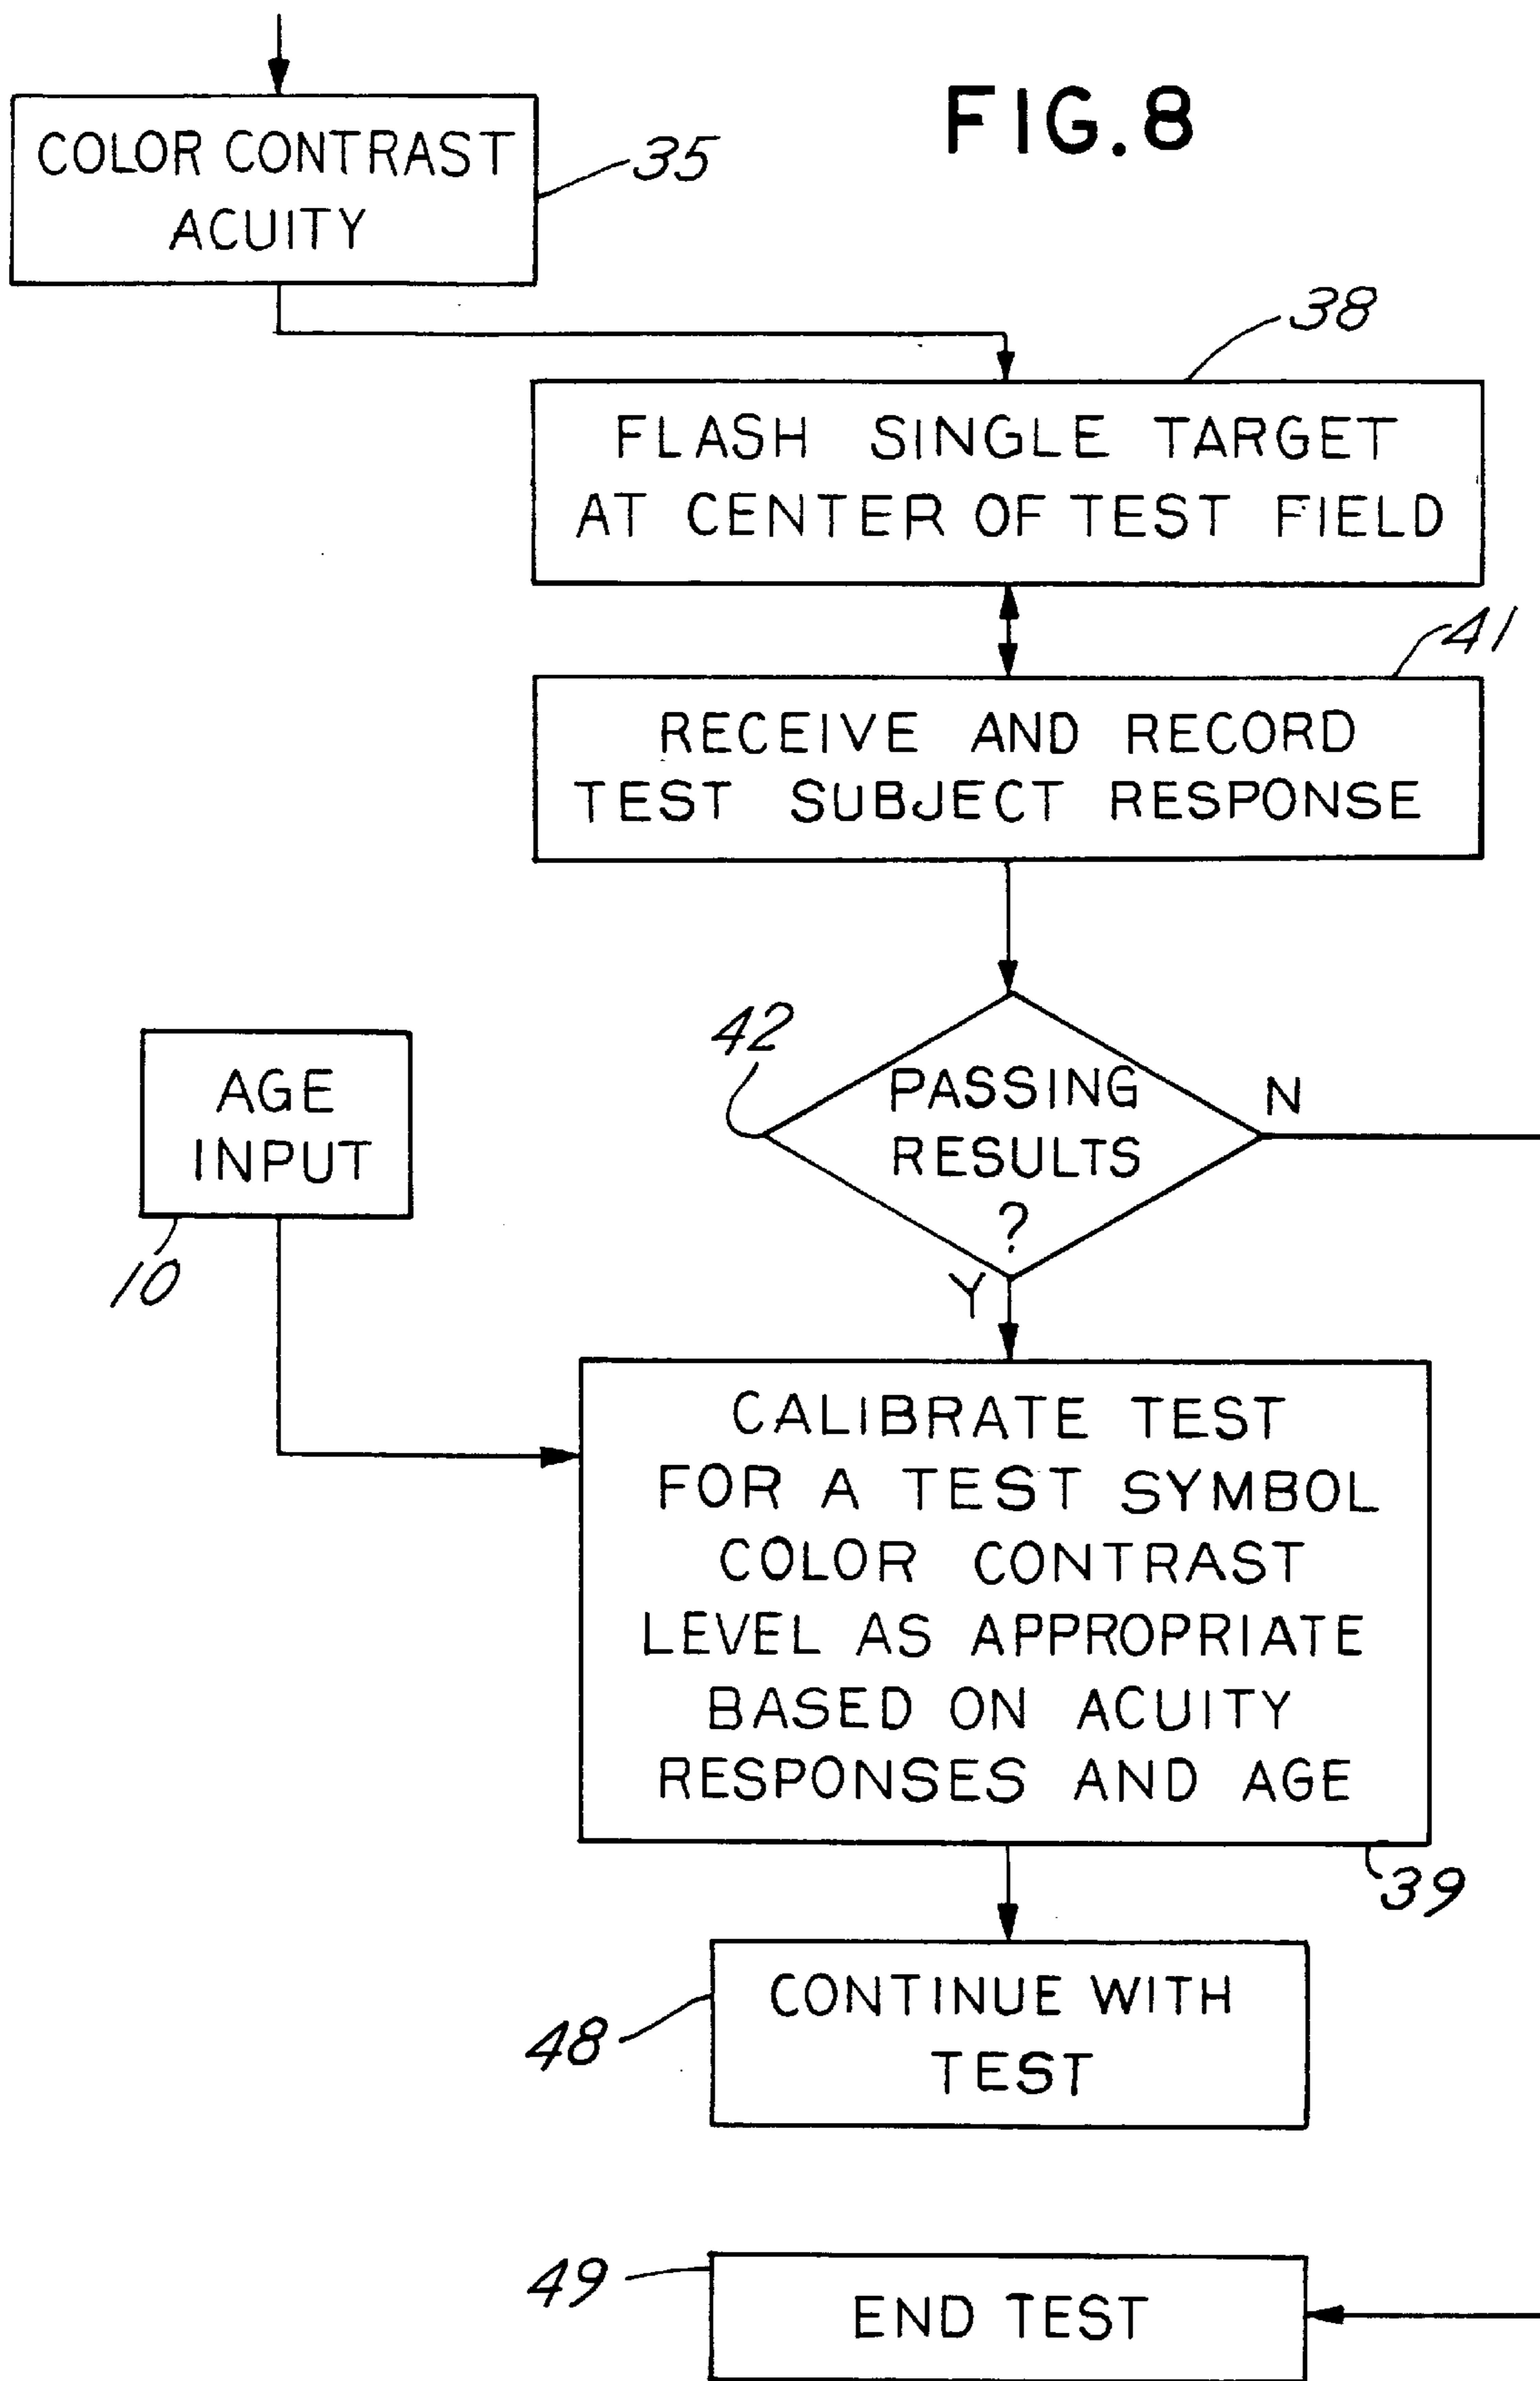 FIG.8
COLOR CONTRAST
ACUITY
35
38
FLASH SINGLE TARGET
AT CENTER OF TEST FIELD
41
RECEIVE AND RECORD
TEST SUBJECT RESPONSE
42
PASSING
RESULTS
?
N
Y
AGE
INPUT
10
CALIBRATE TEST
FOR A TEST SYMBOL
COLOR CONTRAST
LEVEL AS APPROPRIATE
BASED ON ACUITY
RESPONSES AND AGE
39
CONTINUE WITH
TEST
48
49
END TEST